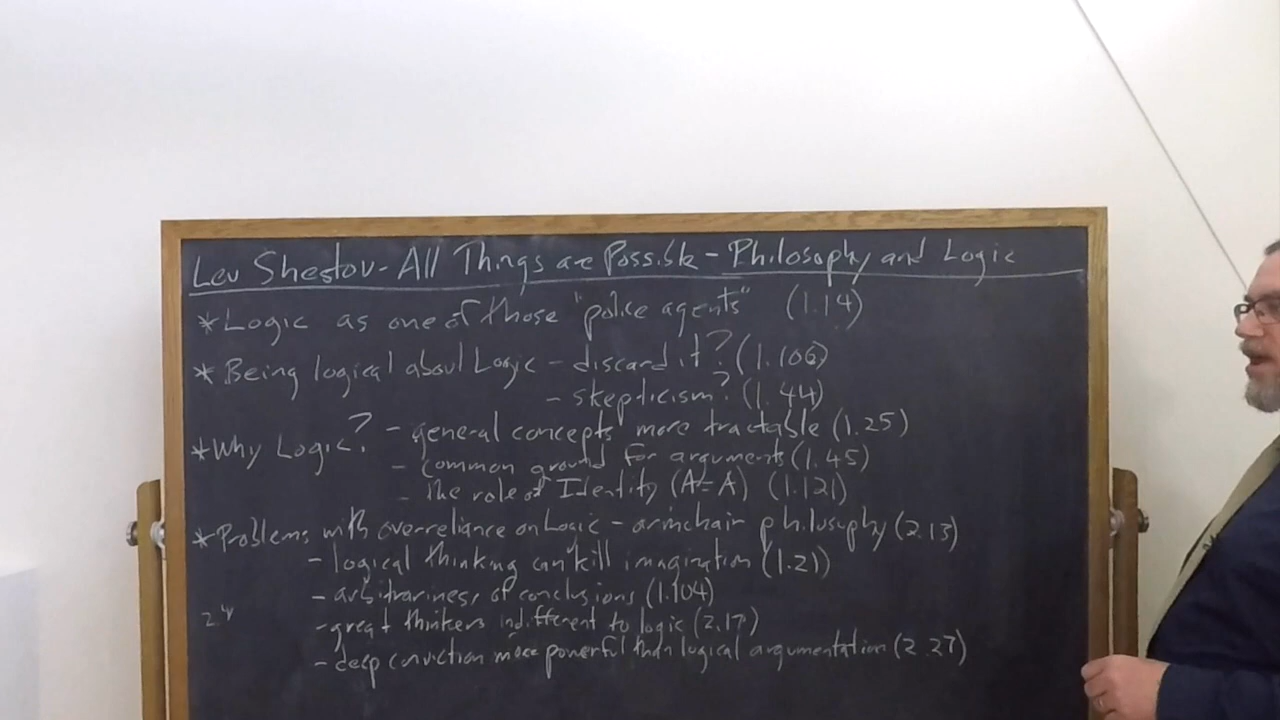 Lev Shestov - All Things are Possible - Philosophy and Logic
* Logic as one of those "police agents" (1.14)
* Being logical about Logic - discard it? (1.106)
- skepticism? (1.44)
* Why Logic? - general concepts more tractable (1.25)
- common ground for arguments (1.45)
- the role of Identity (A=A) (1.121)
* Problems with overreliance on Logic - armchair philosophy (2.13)
- logical thinking can kill imagination (1.21)
- arbitrariness of conclusions (1.104)
- great thinkers indifferent to logic (2.17)
- deep conviction more powerful than logical argumentation (2.27)